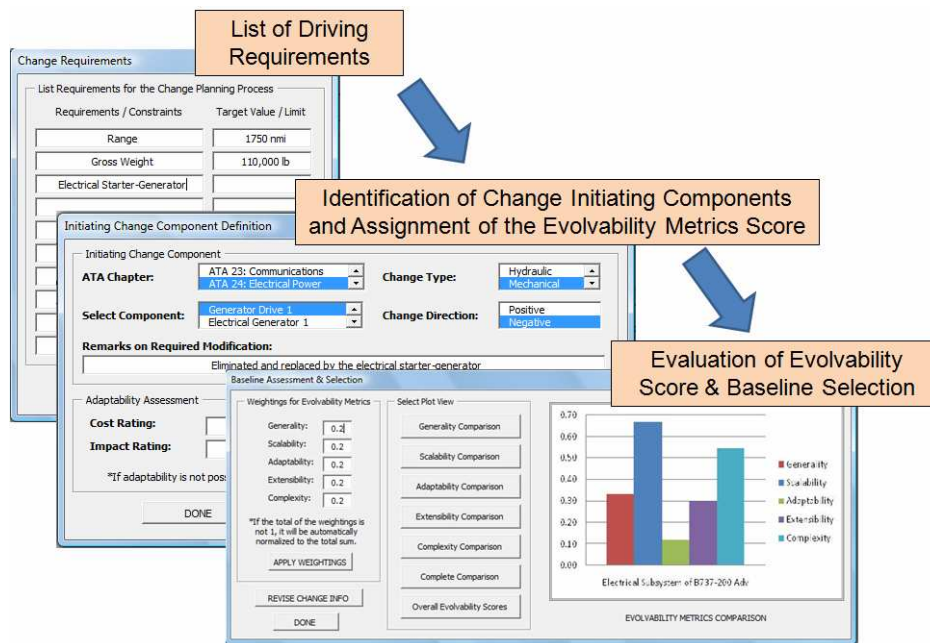 List of Driving
Requirements
Change Requirements
List Requirements for the Change Planning Process
Requirements / Constraints Target Value / Limit
Range 1750 nmi
Gross Weight 110,000 lb
Electrical Starter-Generator
Identification of Change Initiating Components
and Assignment of the Evolvability Metrics Score
Initiating Change Component Definition
Initiating Change Component
ATA Chapter: ATA 23: Communications Change Type: Hydraulic
ATA 24: Electrical Power Mechanical
Select Component: Generator Drive 1 Change Direction: Positive
Electrical Generator 1 Negative
Remarks on Required Modification:
Eliminated and replaced by the electrical starter-generator
Adaptability Assessment
Cost Rating:
Impact Rating:
*If adaptability is not
DONE
Evaluation of Evolvability
Score & Baseline Selection
Baseline Assessment & Selection
Weightings for Evolvability Metrics
Generality: 0.2
Scalability: 0.2
Adaptability: 0.2
Extensibility: 0.2
Complexity: 0.2
*If the total of the weightings is
not 1, it will be automatically
normalized to the total sum.
APPLY WEIGHTINGS
REVISE CHANGE INFO
DONE
Select Plot View
Generality Comparison
Scalability Comparison
Adaptability Comparison
Extensibility Comparison
Complexity Comparison
Complete Comparison
Overall Evolvability Scores
0.70
0.60
0.50
0.40
0.30
0.20
0.10
0.00
Generality
Scalability
Adaptability
Extensibility
Complexity
Electrical Subsystem of B737-200 Adv
EVOLVABILITY METRICS COMPARISON